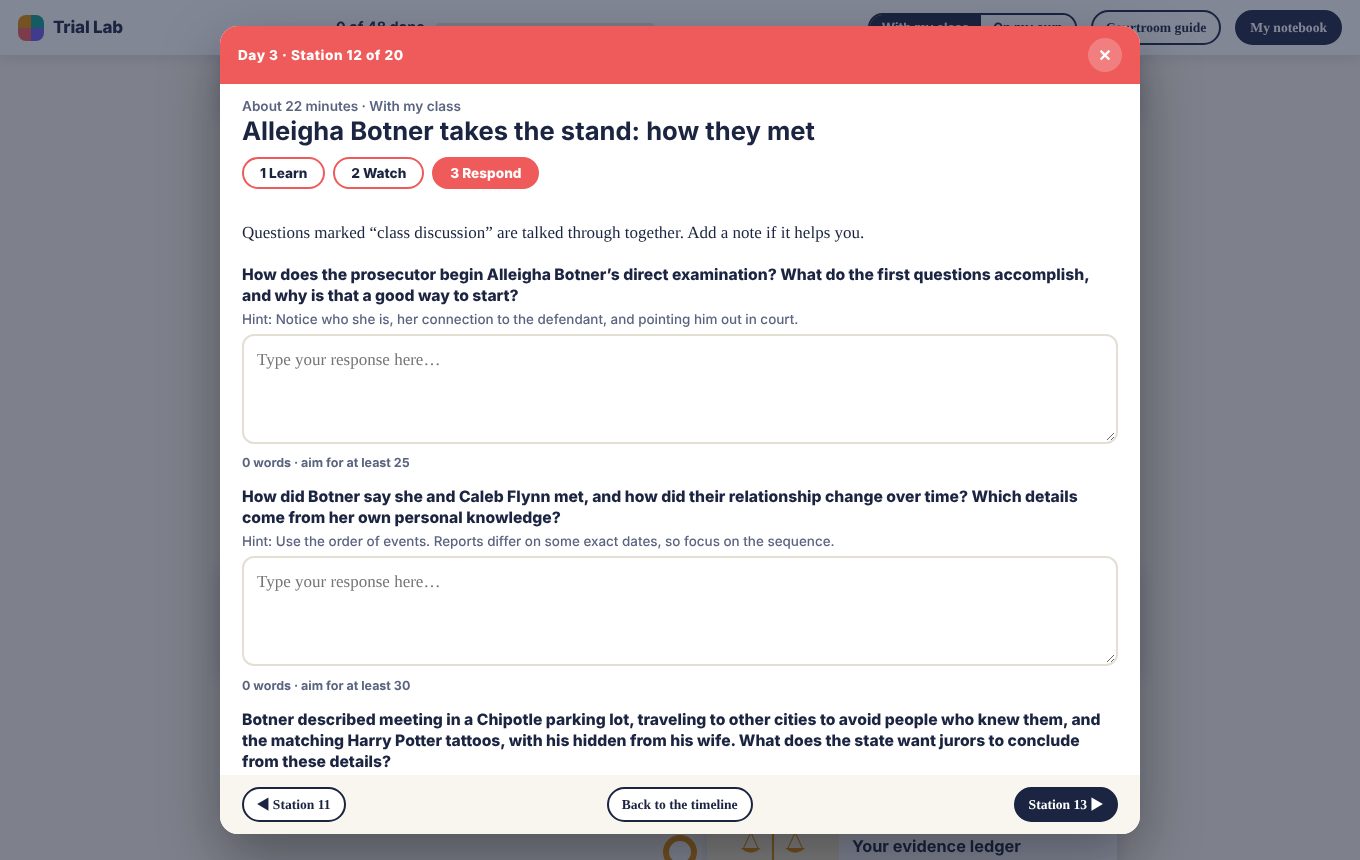 Trial Lab
Courtroom guide
My notebook
Day 3 · Station 12 of 20
✕
About 22 minutes · With my class
Alleigha Botner takes the stand: how they met
1 Learn
2 Watch
3 Respond
Questions marked “class discussion” are talked through together. Add a note if it helps you.
How does the prosecutor begin Alleigha Botner’s direct examination? What do the first questions accomplish,
and why is that a good way to start?
Hint: Notice who she is, her connection to the defendant, and pointing him out in court.
Type your response here…
0 words · aim for at least 25
How did Botner say she and Caleb Flynn met, and how did their relationship change over time? Which details
come from her own personal knowledge?
Hint: Use the order of events. Reports differ on some exact dates, so focus on the sequence.
Type your response here…
0 words · aim for at least 30
Botner described meeting in a Chipotle parking lot, traveling to other cities to avoid people who knew them, and
the matching Harry Potter tattoos, with his hidden from his wife. What does the state want jurors to conclude
from these details?
◀ Station 11
Back to the timeline
Station 13 ▶
Your evidence ledger